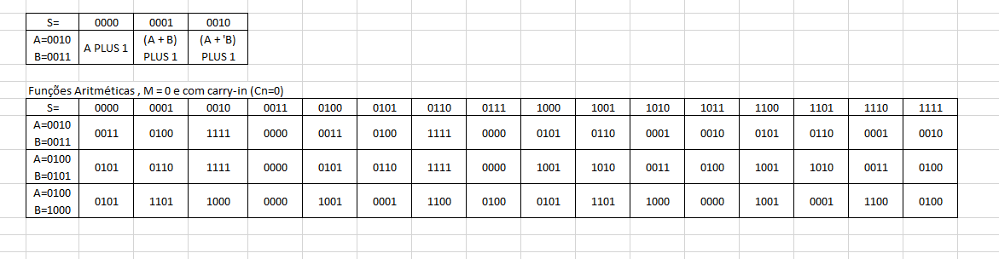 S= 0000 0001 0010
A=0010 (A + B) (A + 'B)
A PLUS 1
B=0011 PLUS 1 PLUS 1
Funções Aritméticas , M = 0 e com carry-in (Cn=0)
S= 0000 0001 0010 0011 0100 0101 0110 0111 1000 1001 1010 1011 1100 1101 1110 1111
A=0010
0011 0100 1111 0000 0011 0100 1111 0000 0101 0110 0001 0010 0101 0110 0001 0010
B=0011
A=0100
0101 0110 1111 0000 0101 0110 1111 0000 1001 1010 0011 0100 1001 1010 0011 0100
B=0101
A=0100
0101 1101 1000 0000 1001 0001 1100 0100 0101 1101 1000 0000 1001 0001 1100 0100
B=1000